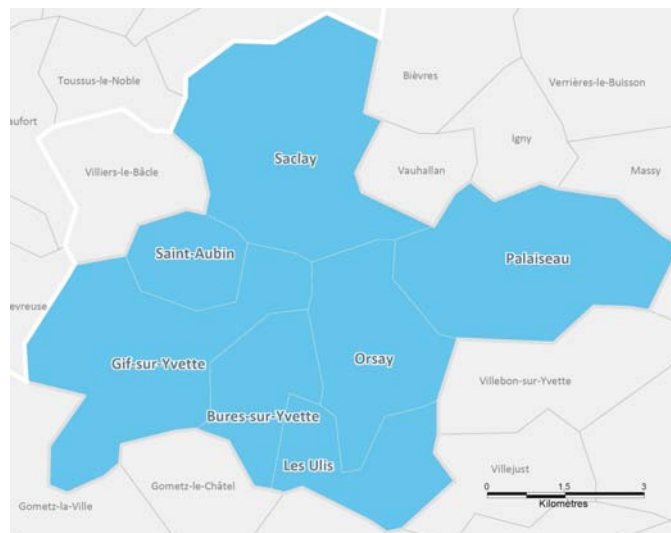 Toussus-le-Noble
Bièvres
Verrières-le-Buisson
aufort
Igny
Saclay
Villiers-le-Bâcle
Vauhallan
Massy
Saint-Aubin
Palaiseau
evreuse
Gif-sur-Yvette
Orsay
Villebon-sur-Yvette
Bures-sur-Yvette
Les Ulis
Villejust
Gometz-le-Châtel
Gometz-la-Ville
0 1,5 3
Kilomètres